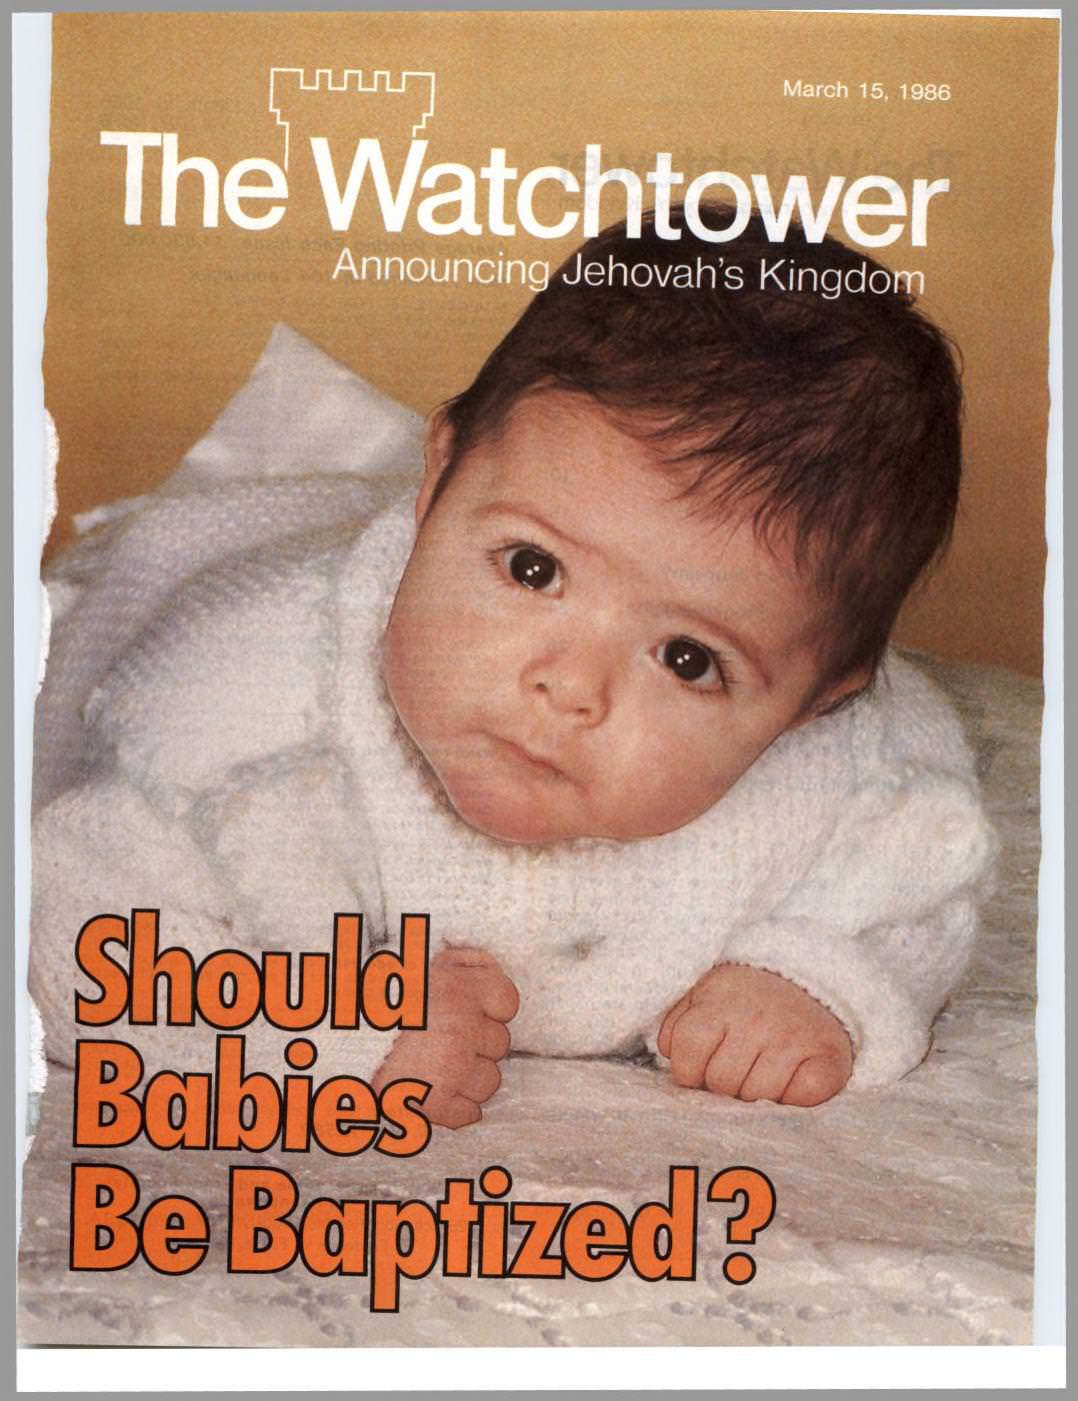 March 15, 1986
The Watchtower
Announcing Jehovah's Kingdom
Should
Babies
Be Baptized?